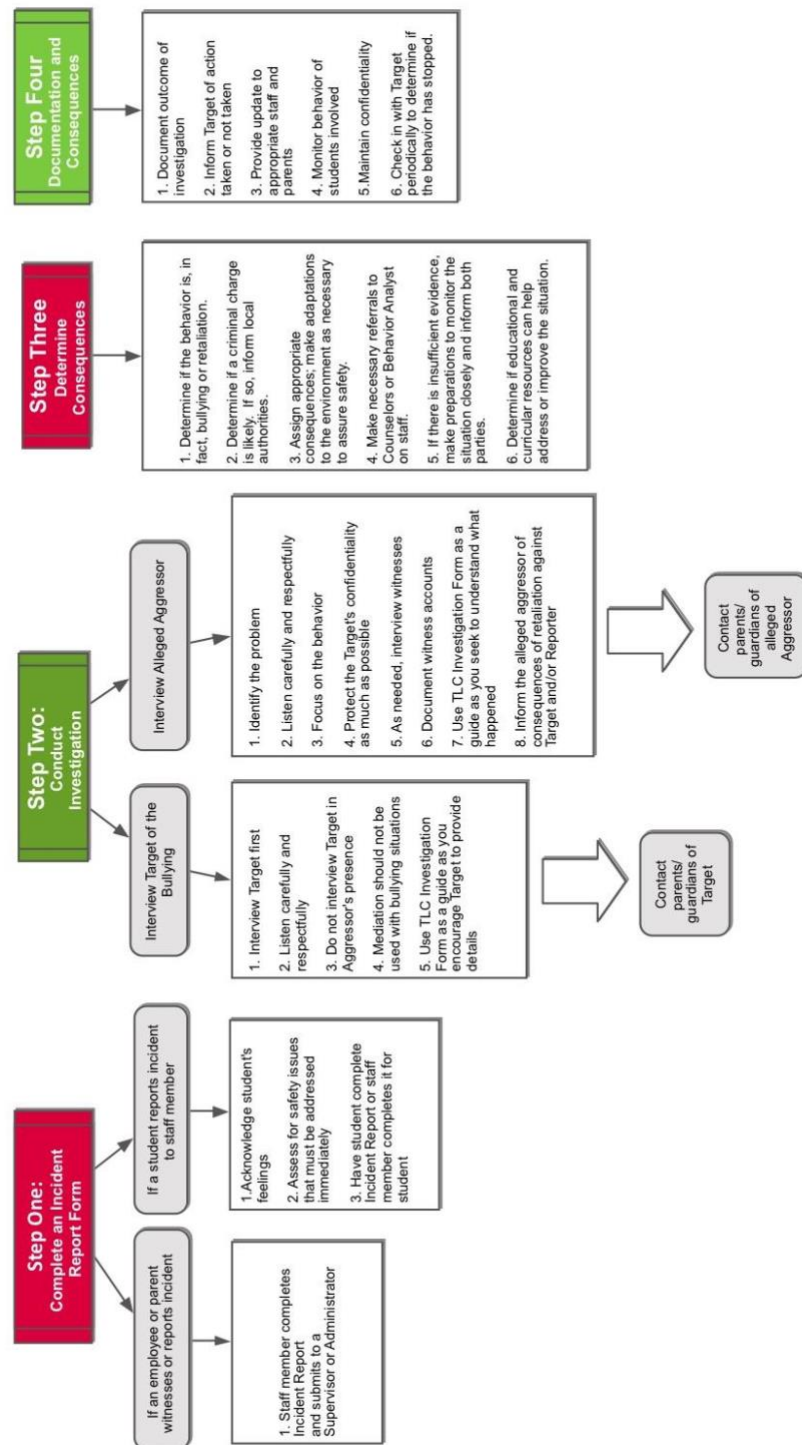 Step One:
Complete an Incident
Report Form
If an employee or parent
witnesses or reports incident
1. Staff member completes
Incident Report
and submits to a
Supervisor or Administrator
If a student reports incident
to staff member
1.Acknowledge student's
feelings
2. Assess for safety issues
that must be addressed
immediately
3. Have student complete
Incident Report or staff
member completes it for
student
Step Two:
Conduct
Investigation
Interview Target of the
Bullying
1. Interview Target first
2. Listen carefully and
respectfully
3. Do not interview Target in
Aggressor's presence
4. Mediation should not be
used with bullying situations
5. Use TLC Investigation
Form as a guide as you
encourage Target to provide
details
Contact
parents/
guardians of
Target
Interview Alleged Aggressor
1. Identify the problem
2. Listen carefully and respectfully
3. Focus on the behavior
4. Protect the Target's confidentiality
as much as possible
5. As needed, interview witnesses
6. Document witness accounts
7. Use TLC Investigation Form as a
guide as you seek to understand what
happened
8. Inform the alleged aggressor of
consequences of retaliation against
Target and/or Reporter
Contact
parents/
guardians of
alleged
Aggressor
Step Three
Determine
Consequences
1. Determine if the behavior is, in
fact, bullying or retaliation.
2. Determine if a criminal charge
is likely. If so, inform local
authorities.
3. Assign appropriate
consequences; make adaptations
to the environment as necessary
to assure safety.
4. Make necessary referrals to
Counselors or Behavior Analyst
on staff.
5. If there is insufficient evidence,
make preparations to monitor the
situation closely and inform both
parties.
6. Determine if educational and
curricular resources can help
address or improve the situation.
Step Four
Documentation and
Consequences
1. Document outcome of
investigation
2. Inform Target of action
taken or not taken
3. Provide update to
appropriate staff and
parents
4. Monitor behavior of
students involved
5.Maintain confidentiality
6. Check in with Target
periodically to determine if
the behavior has stopped.